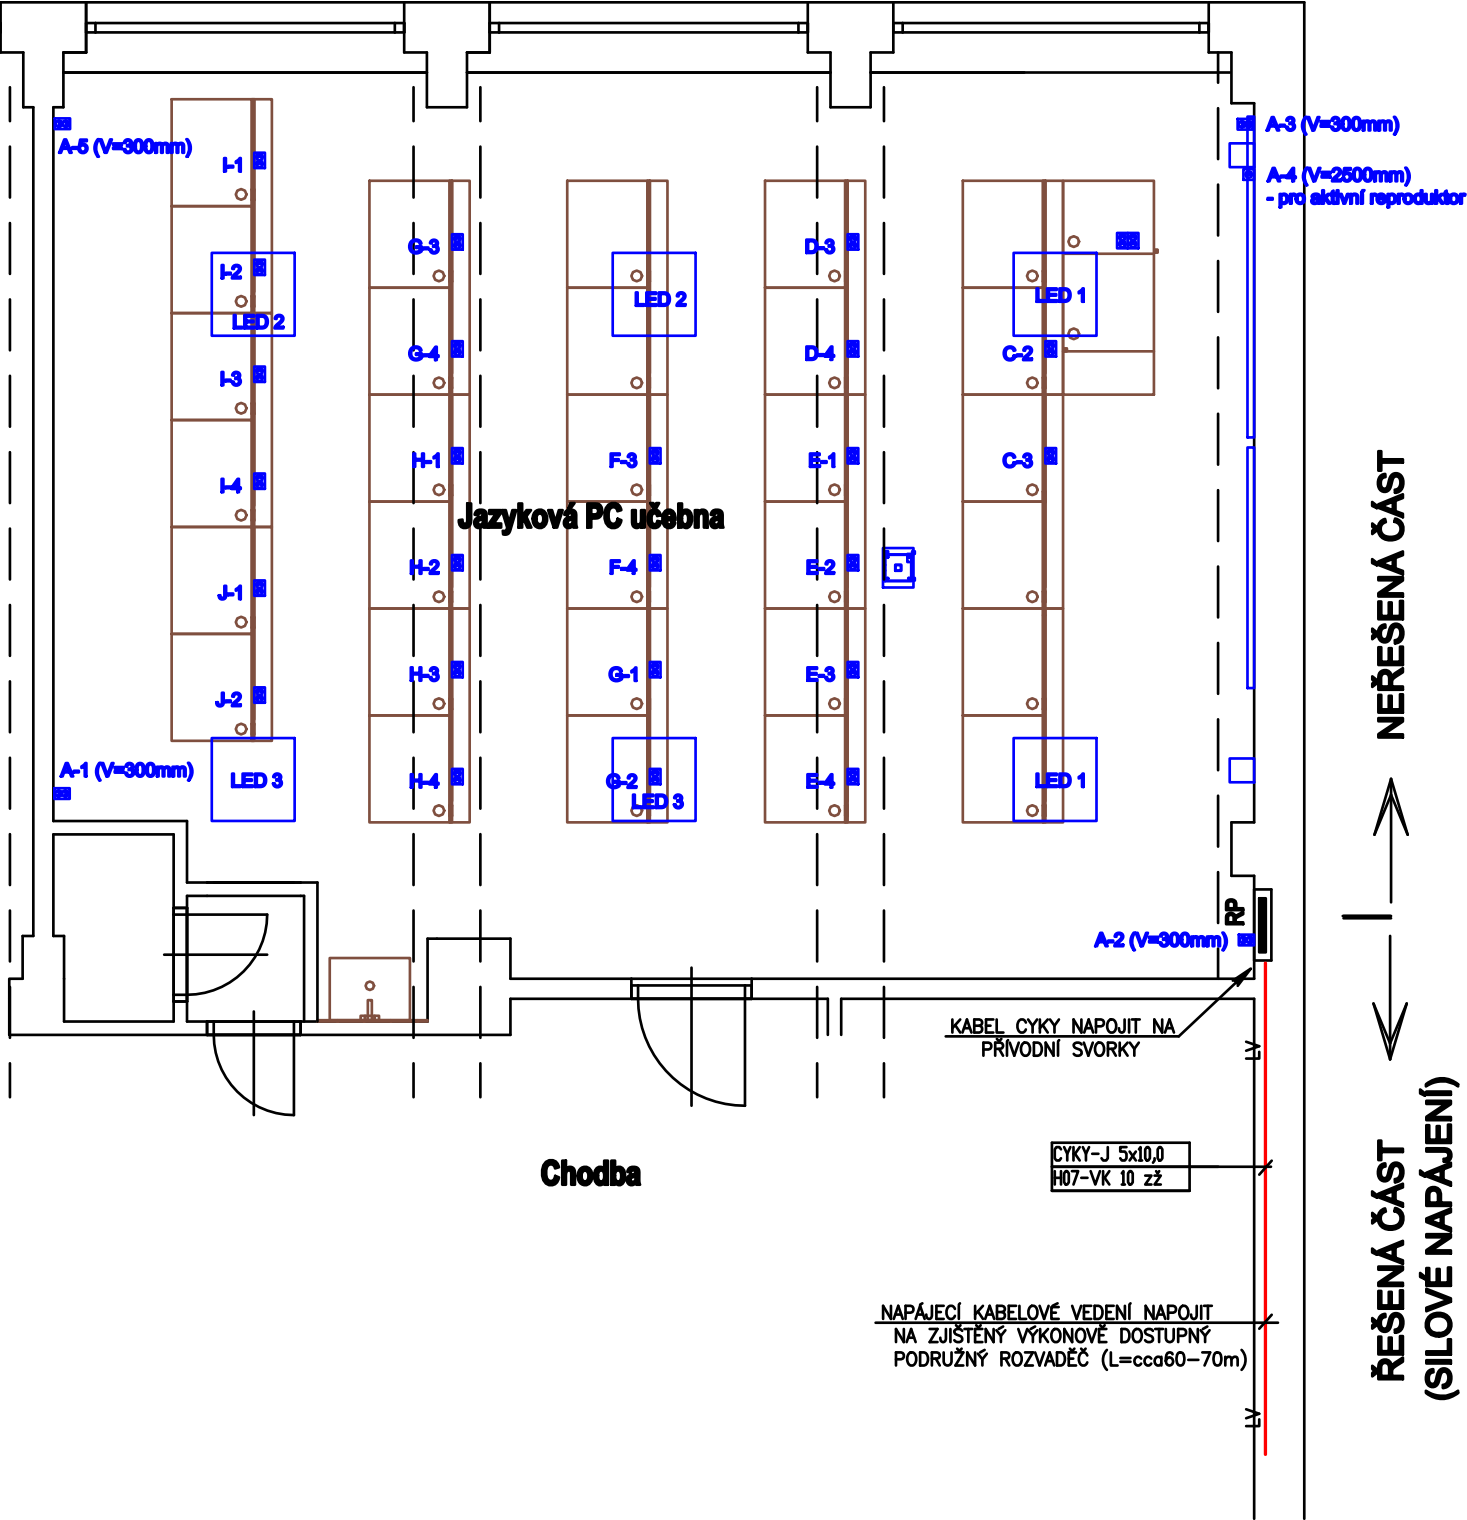 A-5 (V=300mm)
A-3 (V=300mm)
I-1
A-4 (V=2500mm)
- pro aktivní reproduktor
G-3
D-3
I-2
LED 2
LED 2
LED 1
G-4
D-4
C-2
I-3
H-1
F-3
E-1
C-3
I-4
Jazyková PC učebna
H-2
F-4
E-2
J-1
H-3
G-1
E-3
J-2
A-1 (V=300mm)
LED 3
H-4
G-2
LED 3
E-4
LED 1
NEŘEŠENÁ ČÁST
RP
A-2 (V=300mm)
KABEL CYKY NAPOJIT NA
PŘÍVODNÍ SVORKY
LV
Chodba
CYKY-J 5x10,0
H07-VK 10 zž
ŘEŠENÁ ČÁST
(SILOVÉ NAPÁJENÍ)
NAPÁJECÍ KABELOVÉ VEDENÍ NAPOJIT
NA ZJIŠTĚNÝ VÝKONOVĚ DOSTUPNÝ
PODRUŽNÝ ROZVADĚČ (L=cca60-70m)
LV